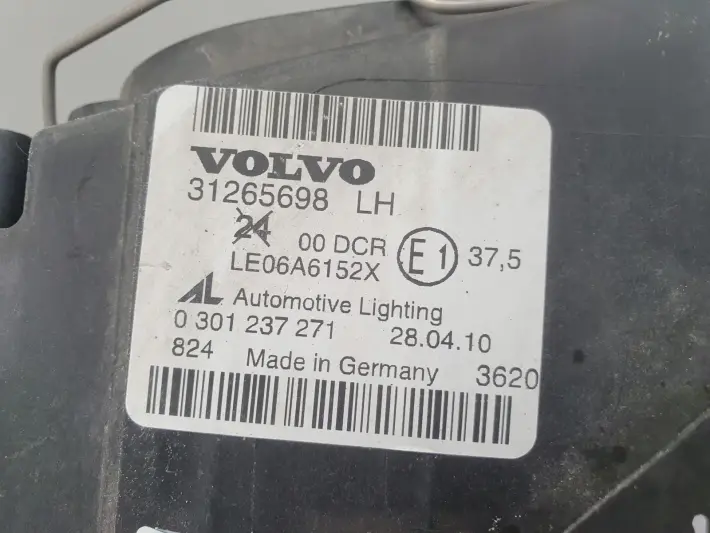 VOLVO
31265698 LH
24 00 DCR E1 37,5
LE06A6152X
AL Automotive Lighting
0 301 237 271 28.04.10
824 Made in Germany 3620